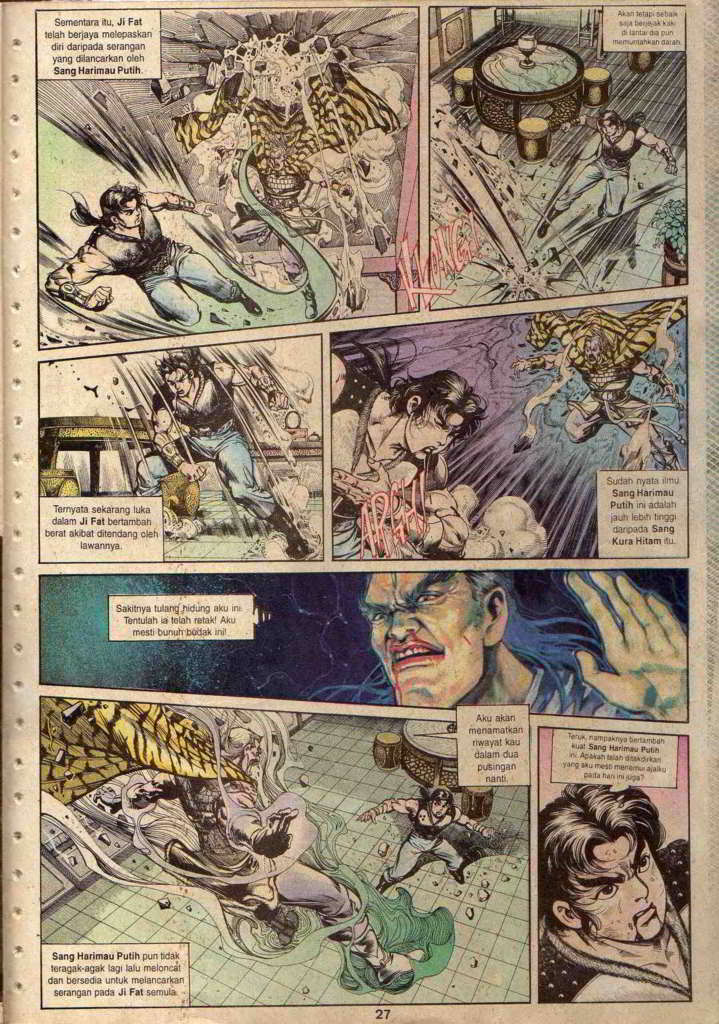 Sementara itu, Ji Fat
telah berjaya melepaskan
diri daripada serangan
yang dilancarkan oleh
Sang Harimau Putih.
Akan tetapi sebaik
saja berjejak kaki
di lantai dia pun
memuntahkan darah.
Ternyata sekarang luka
dalam Ji Fat bertambah
berat akibat ditendang oleh
lawannya.
ARGH!
Sudah nyata ilmu
Sang Harimau
Putih ini adalah
jauh lebih tinggi
daripada Sang
Kura Hitam itu.
Sakitnya tulang hidung aku ini.
Tentulah ia telah retak! Aku
mesti bunuh budak ini!
Aku akan
menamatkan
riwayat kau
dalam dua
pusingan
nanti.
Teruk, nampaknya bertambah
kuat Sang Harimau Putih
ini. Apakah telah ditakdirkan
yang aku mesti menemui ajalku
pada hari ini juga?
Sang Harimau Putih pun tidak
teragak-agak lagi lalu meloncat
dan bersedia untuk melancarkan
serangan pada Ji Fat semula.
27